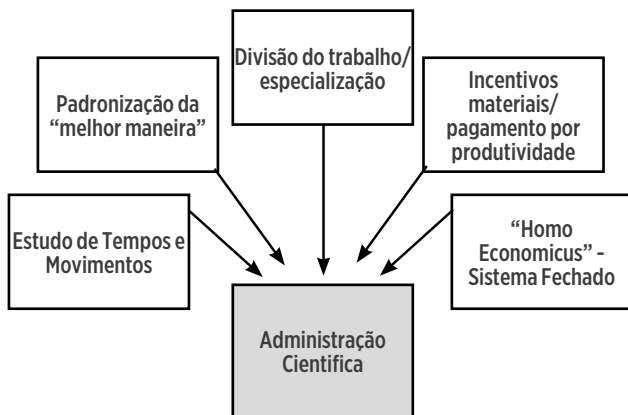 Divisão do trabalho/
especialização
Padronização da
“melhor maneira”
Incentivos
materiais/
pagamento por
produtividade
Estudo de Tempos e
Movimentos
“Homo
Economicus” -
Sistema Fechado
Administração
Cientifica